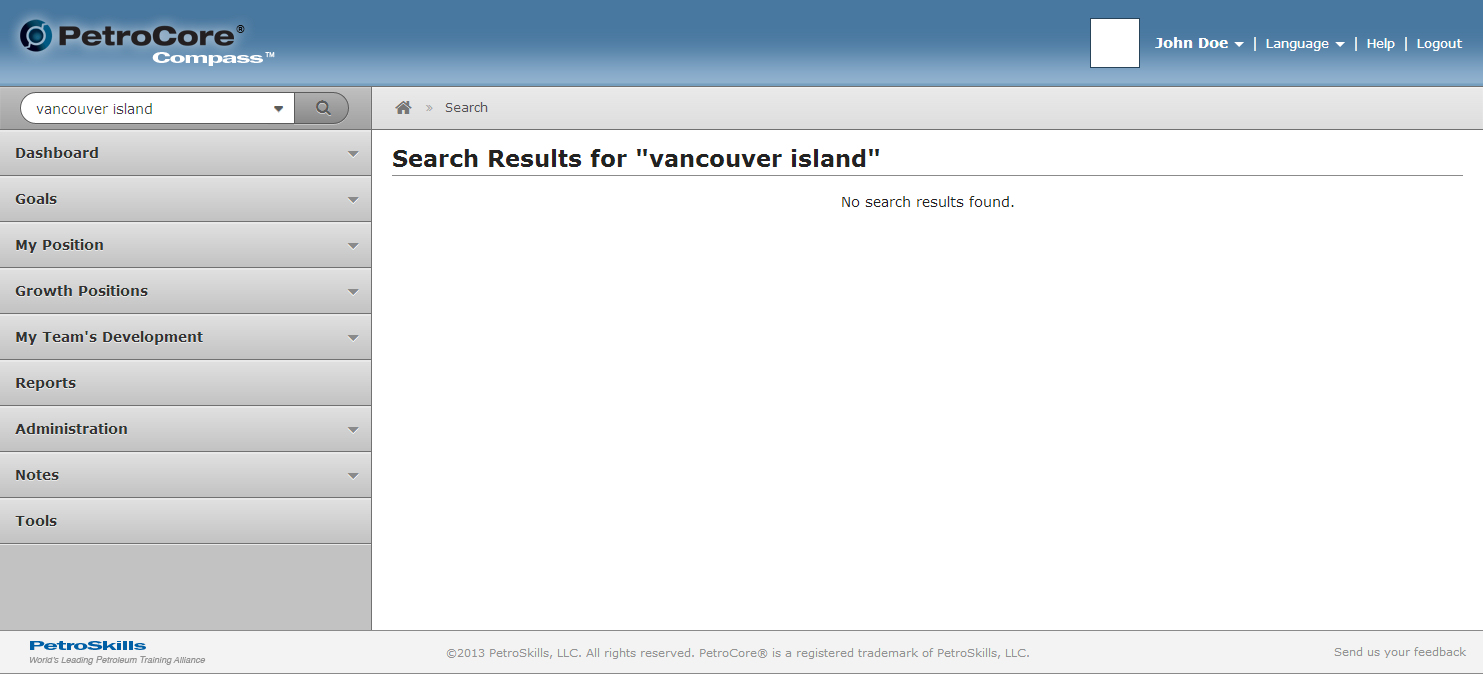 PetroCore®
Compass™
John Doe | Language | Help | Logout
vancouver island
» Search
Dashboard
Goals
My Position
Growth Positions
My Team's Development
Reports
Administration
Notes
Tools
Search Results for "vancouver island"
No search results found.
PetroSkills
World's Leading Petroleum Training Alliance
©2013 PetroSkills, LLC. All rights reserved. PetroCore® is a registered trademark of PetroSkills, LLC.
Send us your feedback